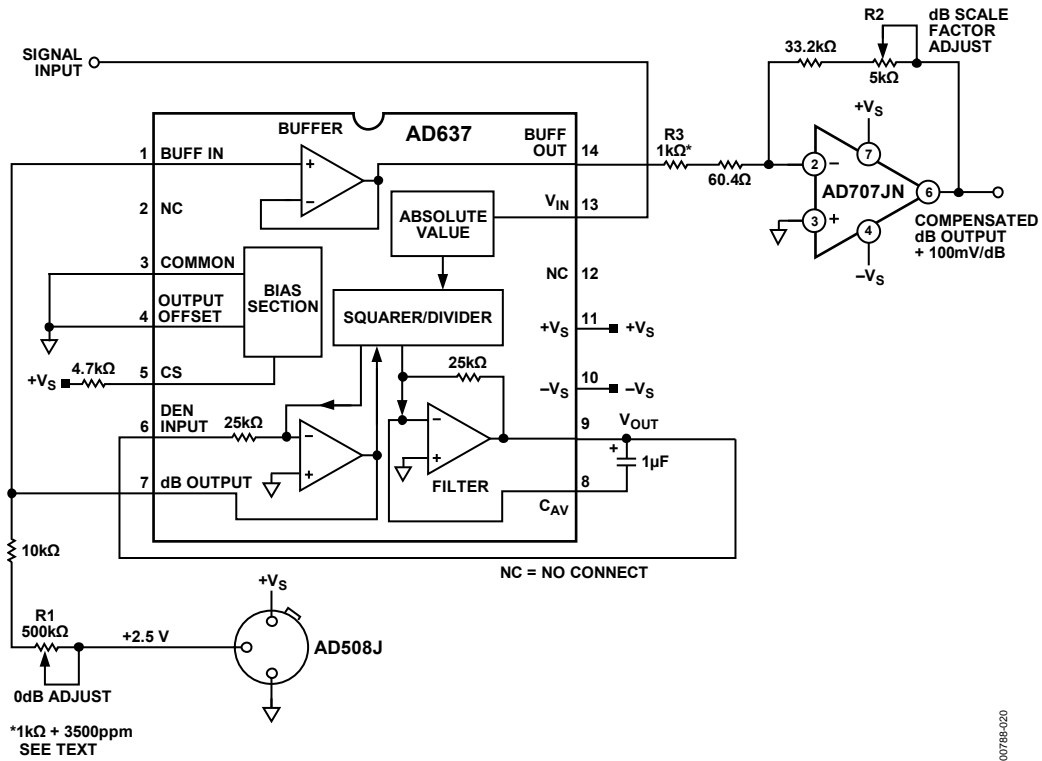 SIGNAL
INPUT
R2
dB SCALE
FACTOR
ADJUST
33.2kΩ
5kΩ
BUFFER
AD637
BUFF
OUT
14
R3
1kΩ*
60.4Ω
+VS
1 BUFF IN
+
−
2 NC
ABSOLUTE
VALUE
VIN 13
2 −
7
AD707JN
6
3 +
4
−VS
COMPENSATED
dB OUTPUT
+ 100mV/dB
3 COMMON
BIAS
SECTION
NC 12
OUTPUT
OFFSET
4
SQUARER/DIVIDER
+VS 11 +VS
+VS 4.7kΩ 5 CS
25kΩ
−VS 10 −VS
DEN
INPUT
6
25kΩ
−
+
−
+
9 VOUT
+
1µF
7 dB OUTPUT
FILTER
8
CAV
10kΩ
NC = NO CONNECT
+VS
R1
500kΩ
+2.5 V
AD508J
0dB ADJUST
*1kΩ + 3500ppm
SEE TEXT
00788-020